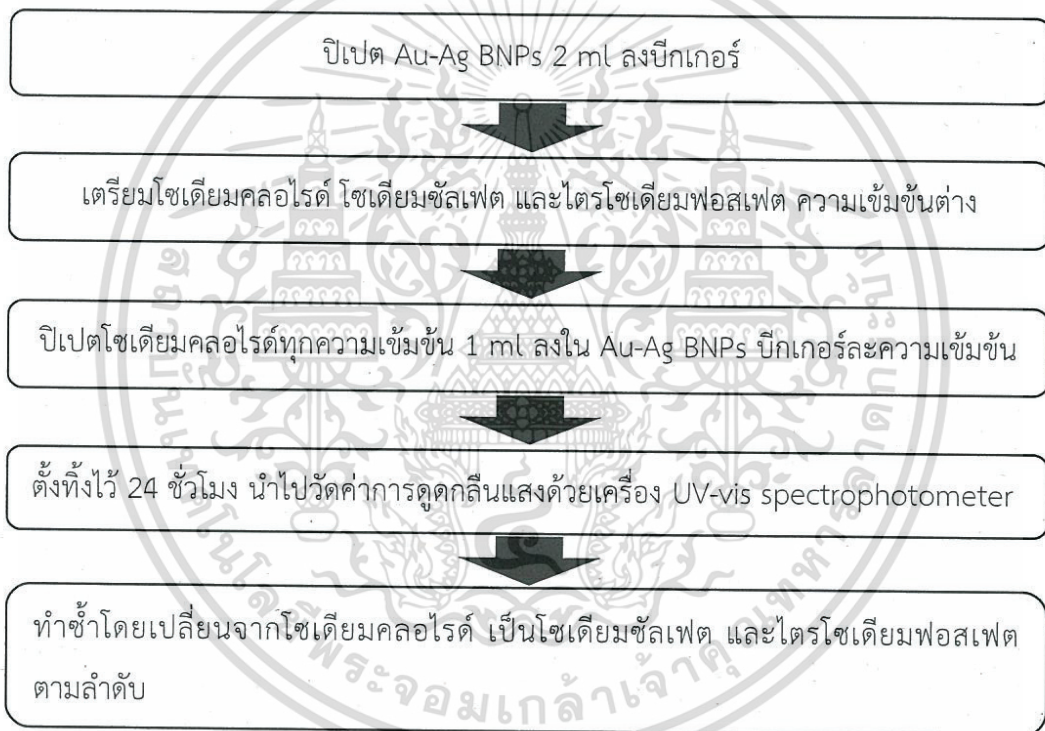 ปิเปต Au-Ag BNPs 2 ml ลงบีกเกอร์
เตรียมโซเดียมคลอไรด์ โซเดียมซัลเฟต และไตรโซเดียมฟอสเฟต ความเข้มข้นต่าง
ปิเปตโซเดียมคลอไรด์ทุกความเข้มข้น 1 ml ลงใน Au-Ag BNPs บีกเกอร์ละความเข้มข้น
ตั้งทิ้งไว้ 24 ชั่วโมง นำไปวัดค่าการดูดกลืนแสงด้วยเครื่อง UV-vis spectrophotometer
ทำซ้ำโดยเปลี่ยนจากโซเดียมคลอไรด์ เป็นโซเดียมซัลเฟต และไตรโซเดียมฟอสเฟต
ตามลำดับ